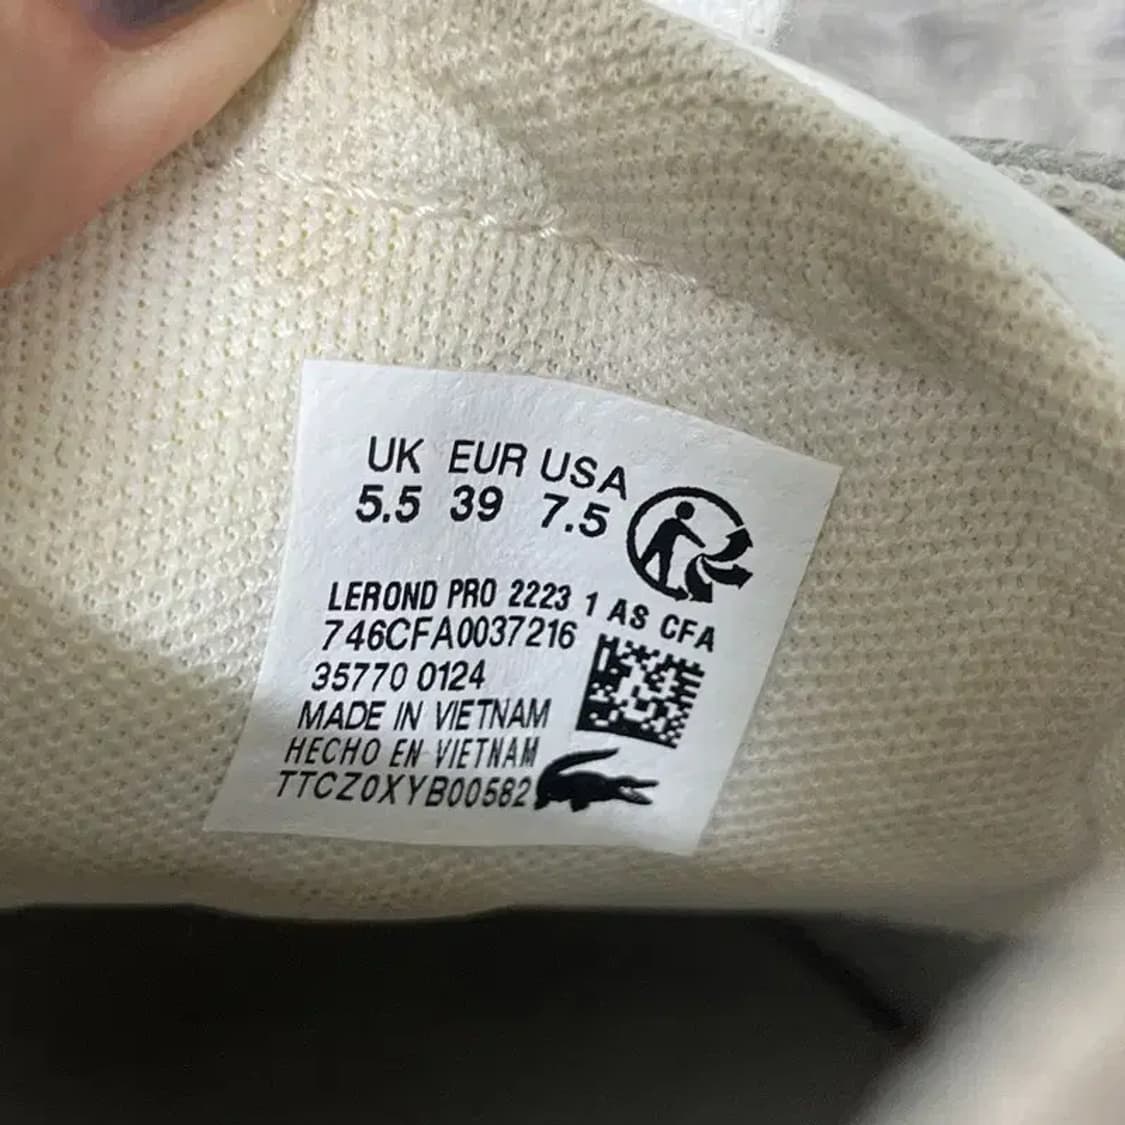 UK EUR USA
5.5 39 7.5
LEROND PRO 2223 1 AS CFA
746CFA0037216
35770 0124
MADE IN VIETNAM
HECHO EN VIETNAM
TTCZ0XYB00582